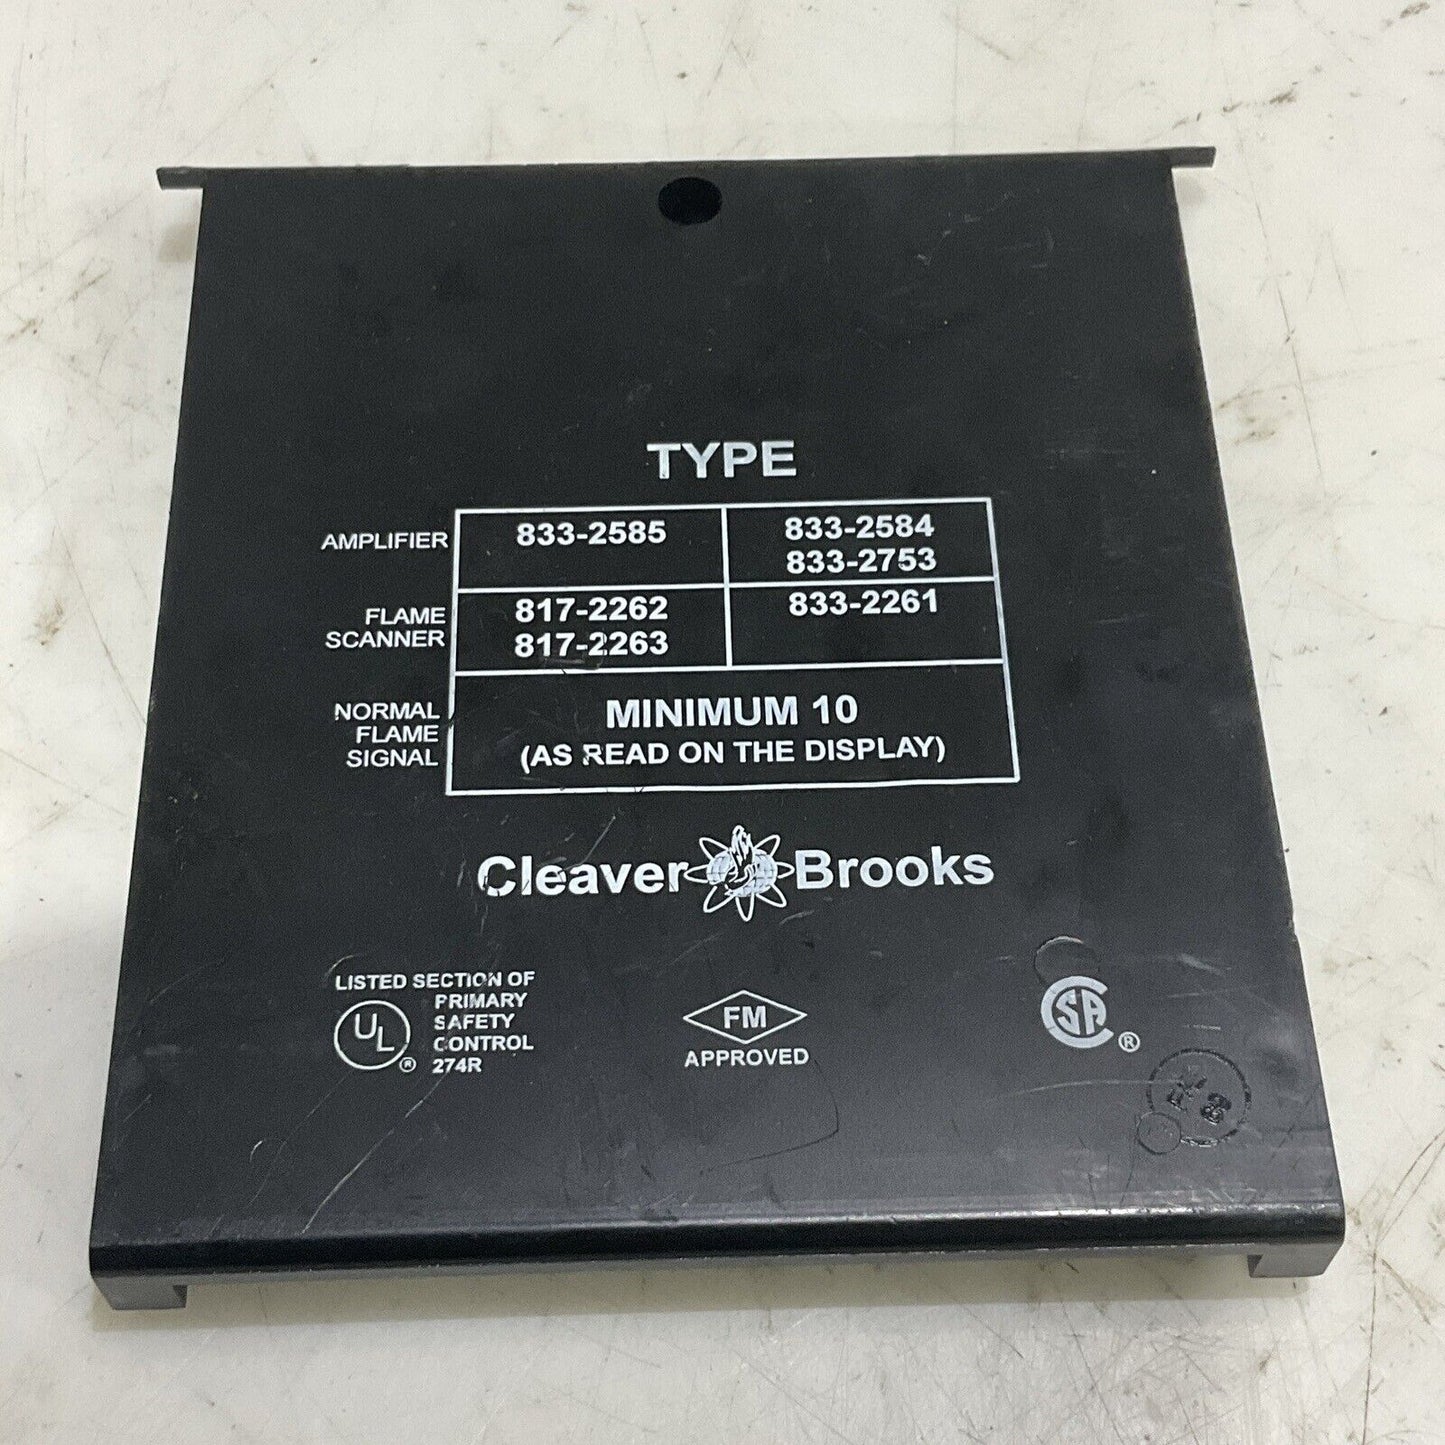 TYPE
AMPLIFIER 833-2585 833-2584
833-2753
FLAME SCANNER 817-2262 833-2261
817-2263
NORMAL FLAME SIGNAL MINIMUM 10
(AS READ ON THE DISPLAY)
Cleaver Brooks
LISTED SECTION OF
UL® PRIMARY
SAFETY
CONTROL
274R
FM
APPROVED
CSA®